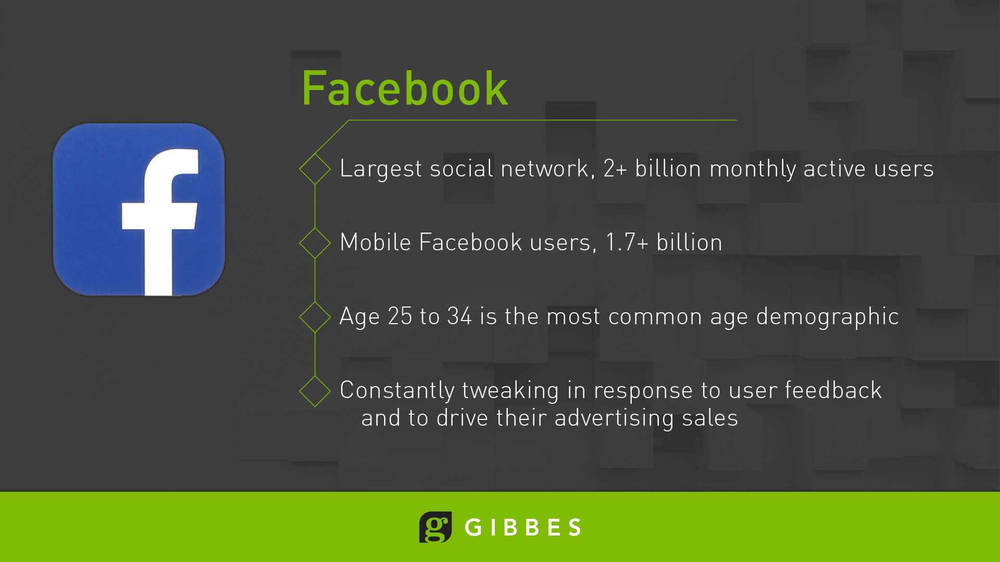 Facebook
Largest social network, 2+ billion monthly active users
Mobile Facebook users, 1.7+ billion
Age 25 to 34 is the most common age demographic
Constantly tweaking in response to user feedback
and to drive their advertising sales
g GIBBES